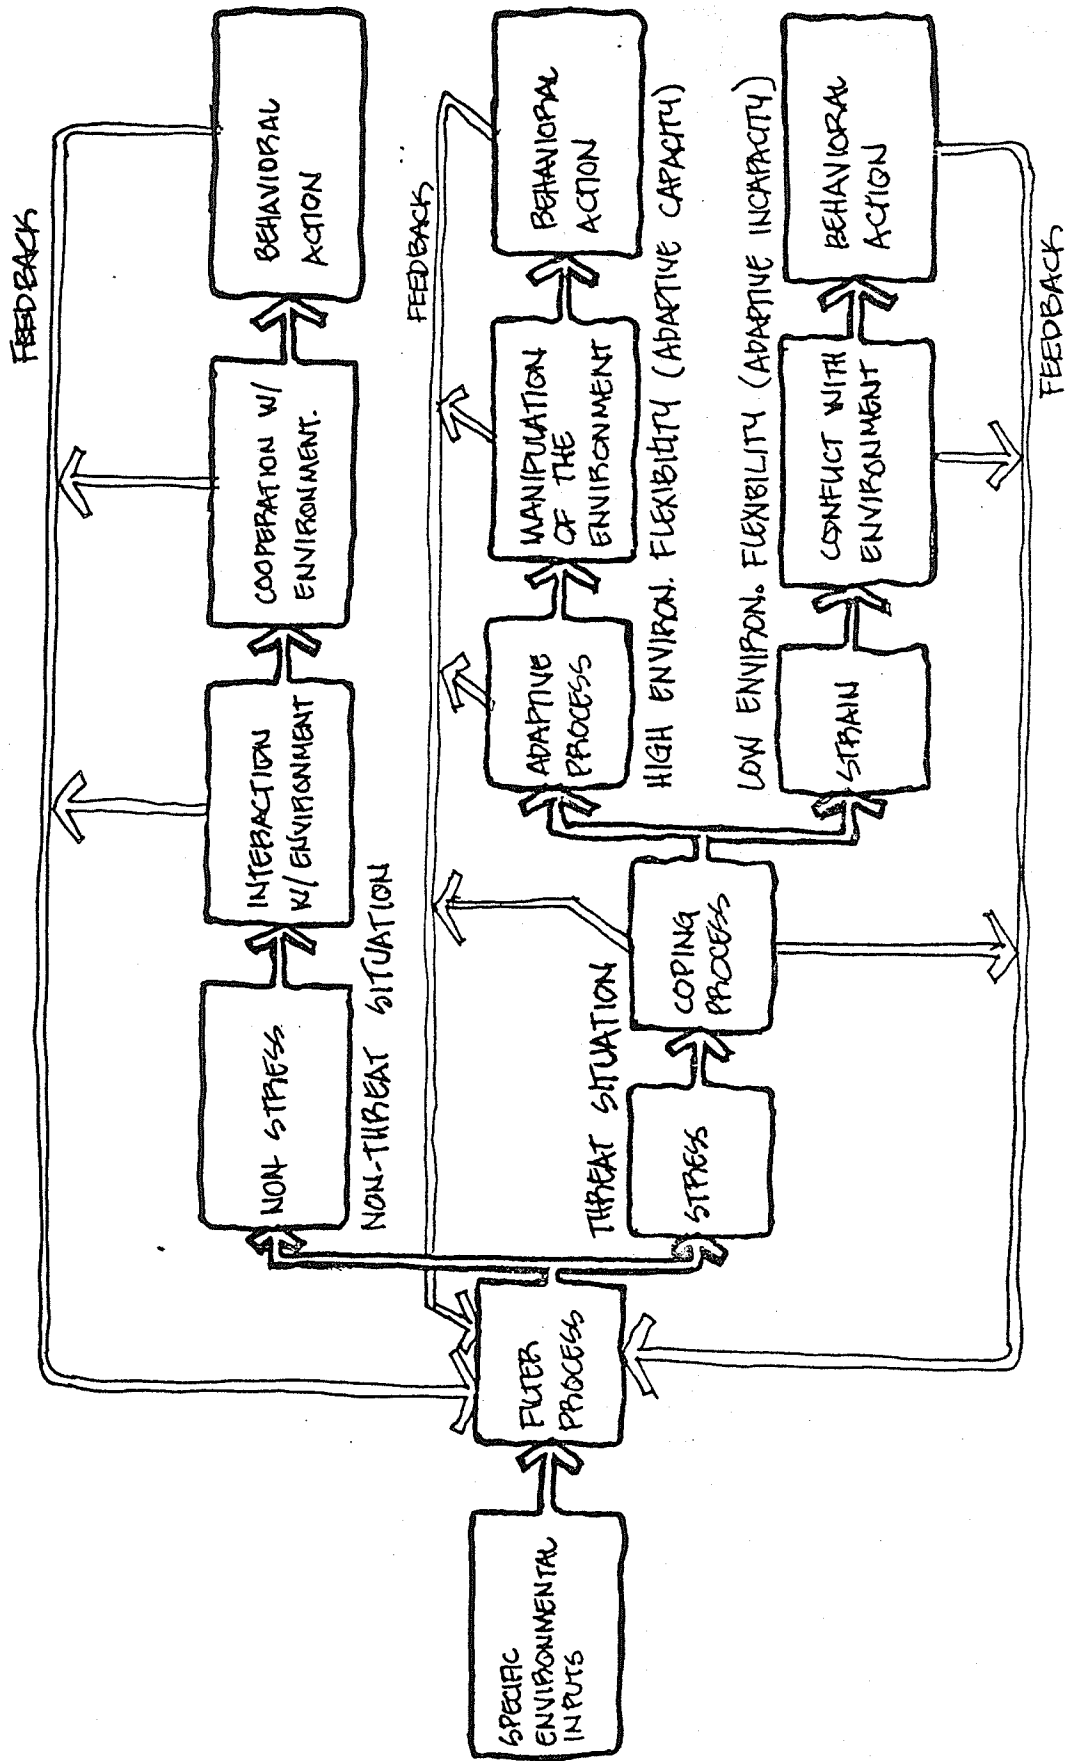 FEEDBACK
BEHAVIORAL
ACTION
COOPERATION W/
ENVIRONMENT.
INTERACTION
W/ ENVIRONMENT
NON STRESS
NON-THREAT SITUATION
FEEDBACK
BEHAVIORAL
ACTION
MANIPULATION
OF THE
ENVIRONMENT
ADAPTIVE
PROCESS
HIGH ENVIRON. FLEXIBILITY (ADAPTIVE CAPACITY)
THREAT SITUATION
COPING
PROCESS
STRESS
FILTER
PROCESS
SPECIFIC
ENVIRONMENTAL
INPUTS
LOW ENVIRON. FLEXIBILITY (ADAPTIVE INCAPACITY)
BEHAVIORAL
ACTION
CONFLICT WITH
ENVIRONMENT
STRAIN
FEEDBACK